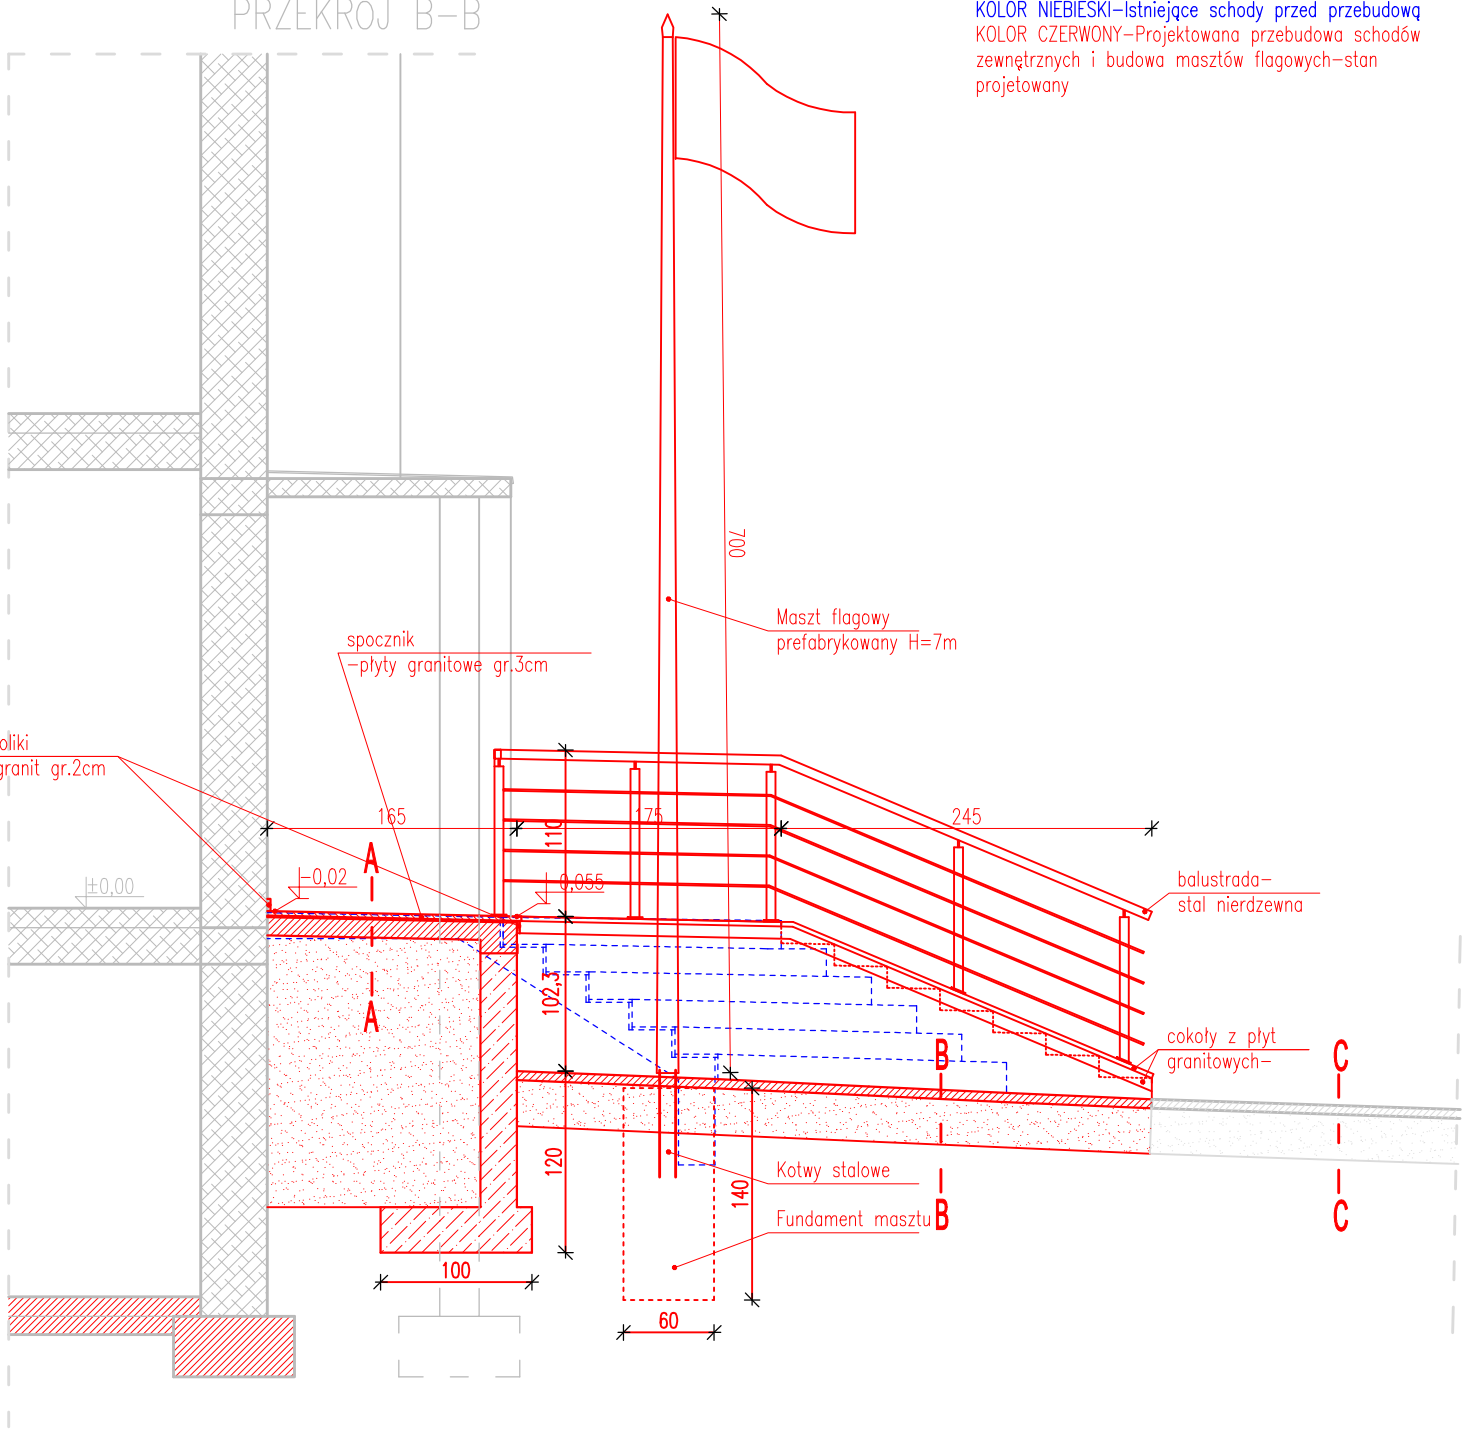 PRZEKRÓJ B-B
KOLOR NIEBIESKI-Istniejące schody przed przebudową
KOLOR CZERWONY-Projektowana przebudowa schodów
zewnętrznych i budowa masztów flagowych-stan
projetowany
700
Maszt flagowy
prefabrykowany H=7m
spocznik
-płyty granitowe gr.3cm
oliki
granit gr.2cm
165
175
245
110
A
-0,02
-0,055
±0,00
balustrada-
stal nierdzewna
102,3
A
B
cokoły z płyt
granitowych-
C
120
Kotwy stalowe
140
Fundament masztu
B
C
100
60